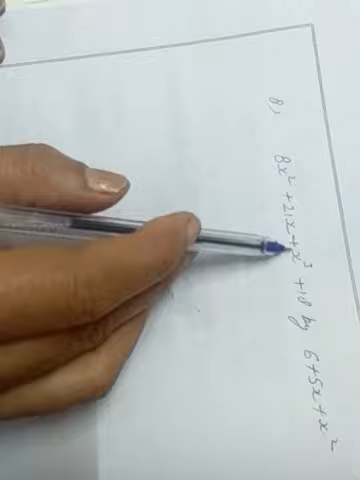 8) 8x² + 21x + x³ + 18 by 6 + 5x + x²